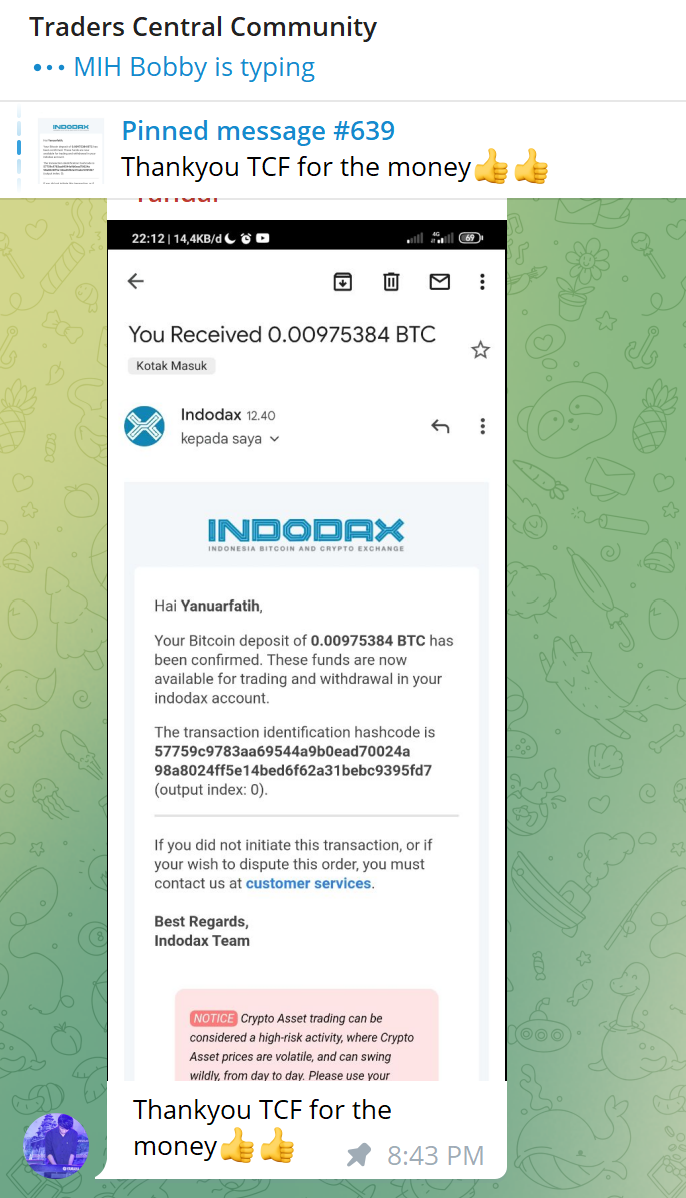 Traders Central Community
••• MIH Bobby is typing
Pinned message #639
Thankyou TCF for the money👍👍
22:12 | 14,4KB/d
4G
69
You Received 0.00975384 BTC
Kotak Masuk
Indodax 12.40
kepada saya
INDODAX
INDONESIA BITCOIN AND CRYPTO EXCHANGE
Hai Yanuarfatih,
Your Bitcoin deposit of 0.00975384 BTC has
been confirmed. These funds are now
available for trading and withdrawal in your
indodax account.
The transaction identification hashcode is
57759c9783aa69544a9b0ead70024a
98a8024ff5e14bed6f62a31bebc9395fd7
(output index: 0).
If you did not initiate this transaction, or if
your wish to dispute this order, you must
contact us at customer services.
Best Regards,
Indodax Team
NOTICE Crypto Asset trading can be
considered a high-risk activity, where Crypto
Asset prices are volatile, and can swing
wildly, from day to day. Please use your
Thankyou TCF for the
money👍👍
8:43 PM